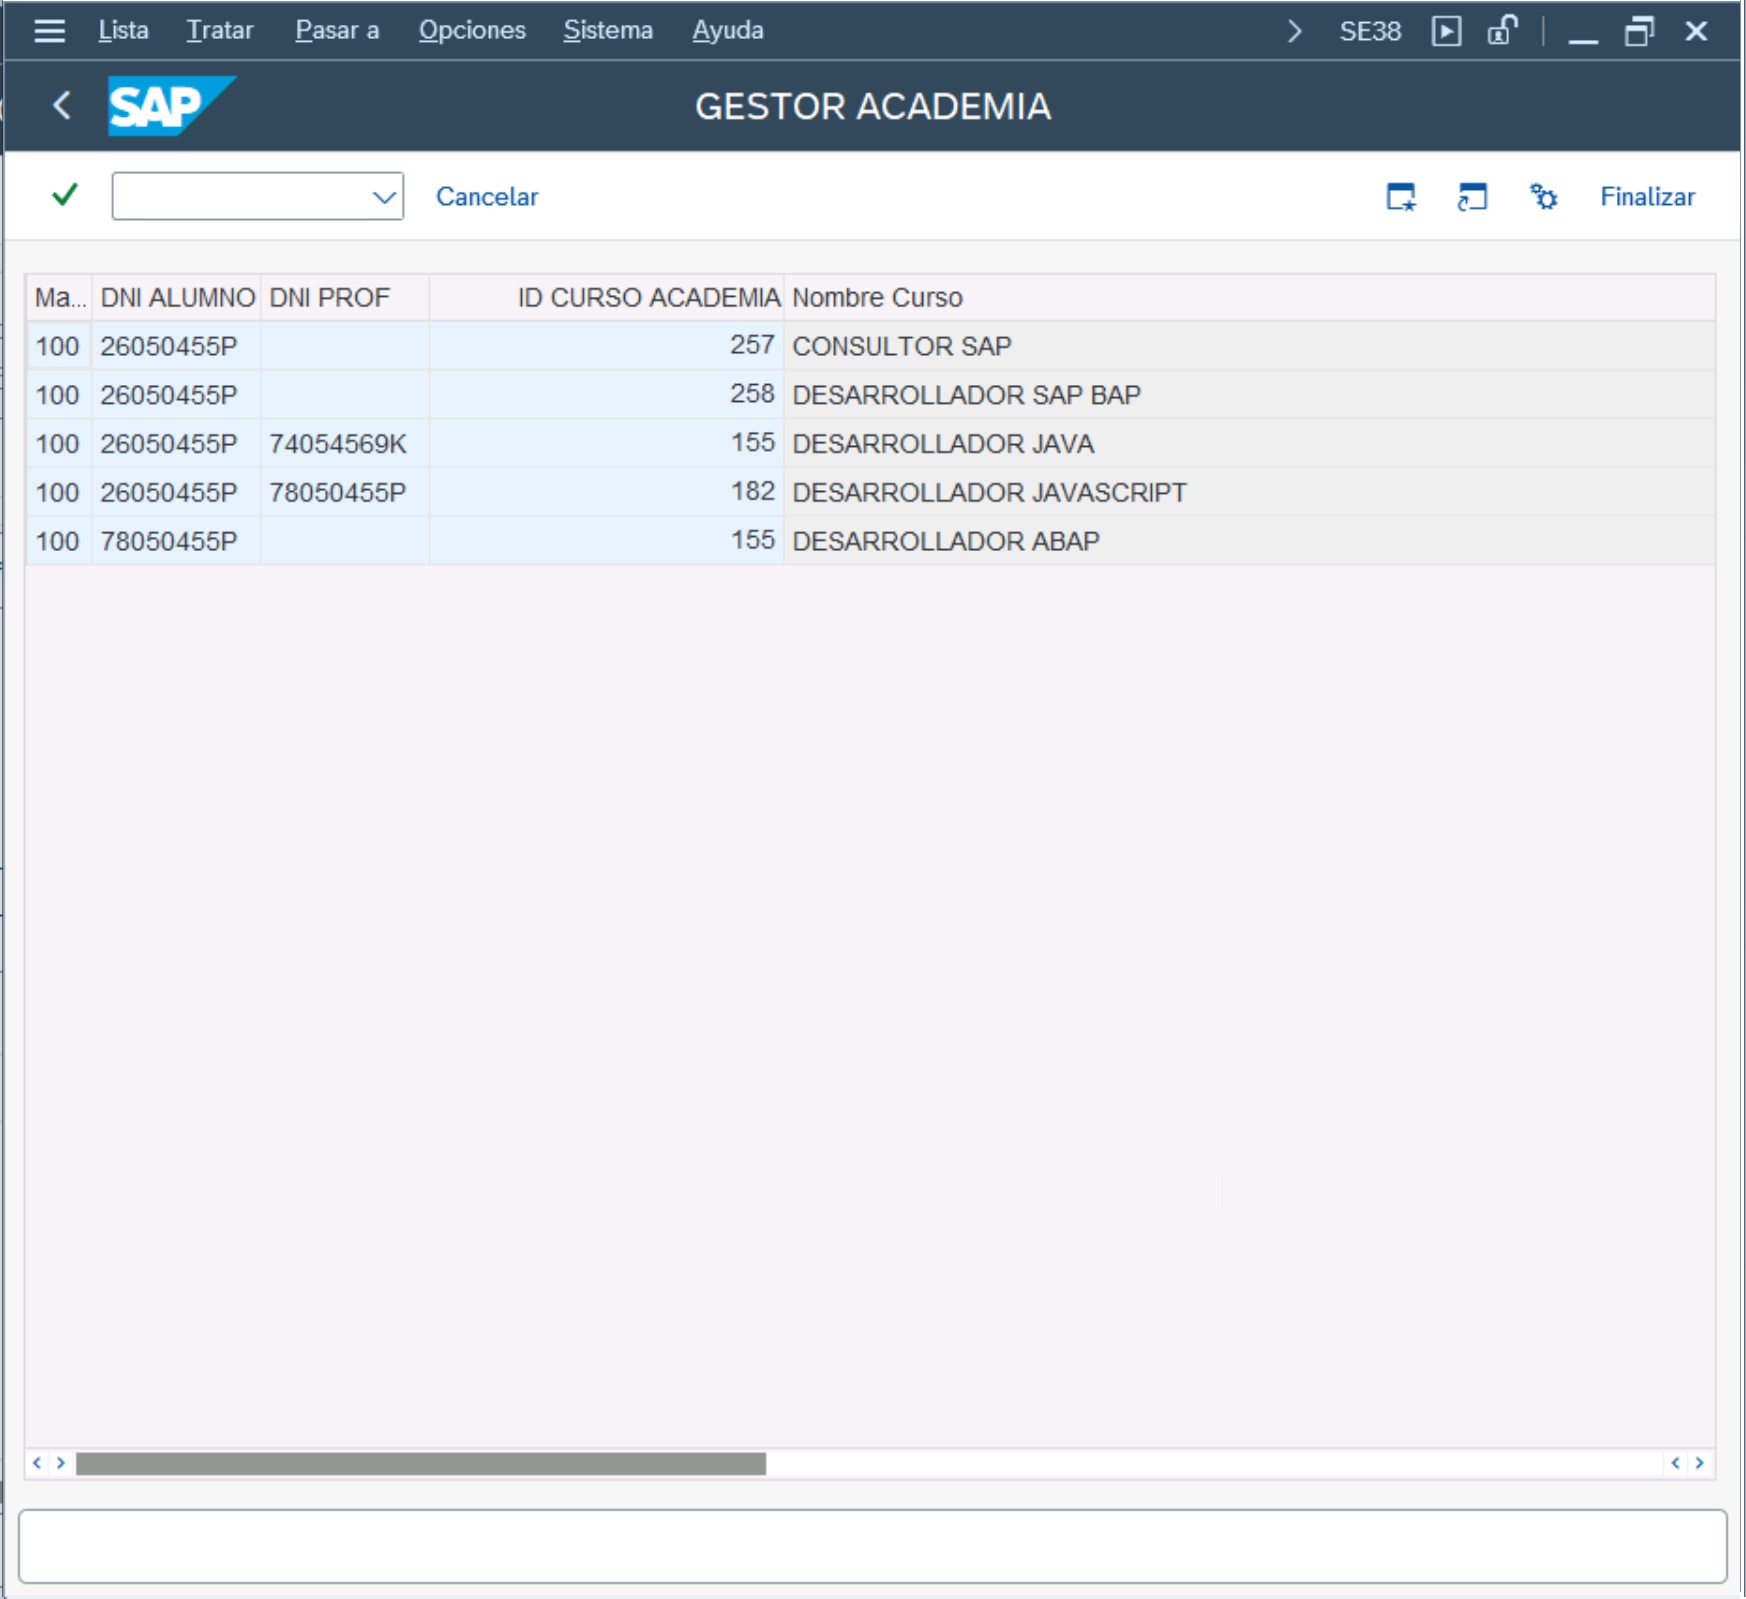 Lista Tratar Pasar a Opciones Sistema Ayuda SE38
SAP GESTOR ACADEMIA
Cancelar Finalizar
Ma... DNI ALUMNO DNI PROF ID CURSO ACADEMIA Nombre Curso
100 26050455P 257 CONSULTOR SAP
100 26050455P 258 DESARROLLADOR SAP BAP
100 26050455P 74054569K 155 DESARROLLADOR JAVA
100 26050455P 78050455P 182 DESARROLLADOR JAVASCRIPT
100 78050455P 155 DESARROLLADOR ABAP